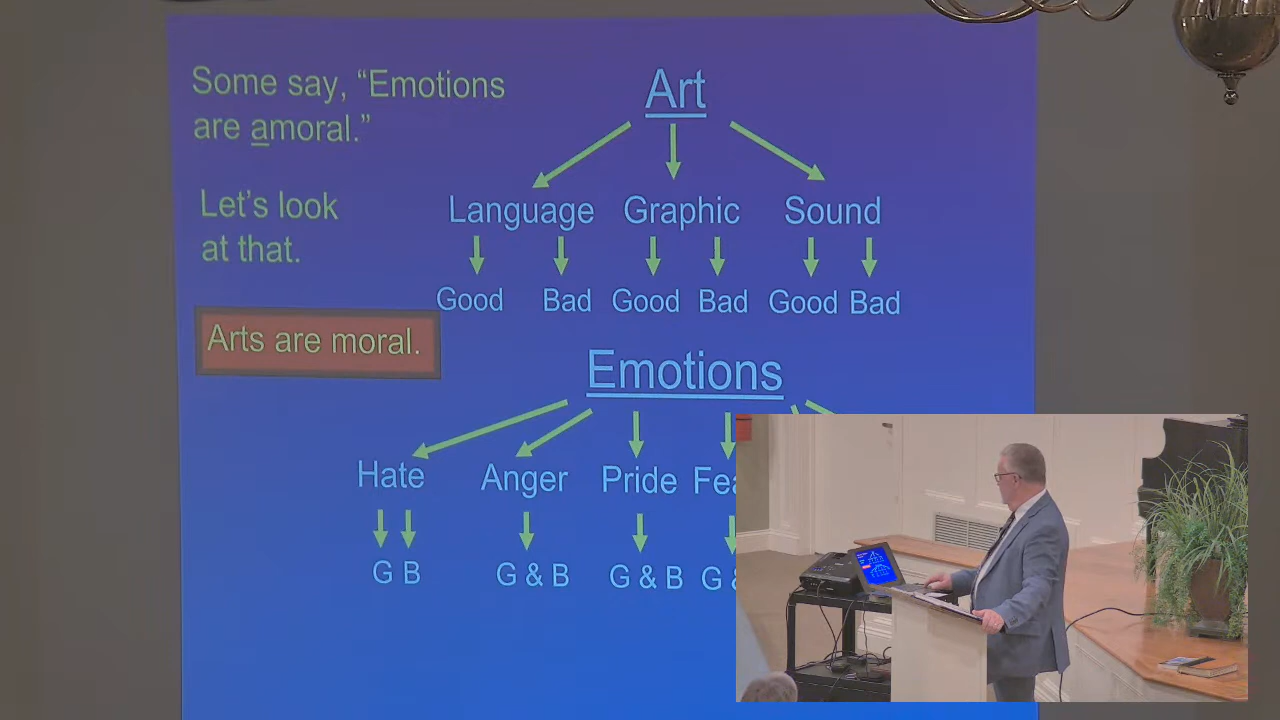 Some say, “Emotions
are amoral.”
Let’s look
at that.
Arts are moral.
Art
Language Graphic Sound
Good Bad Good Bad Good Bad
Emotions
Hate Anger Pride
G B G & B G & B G